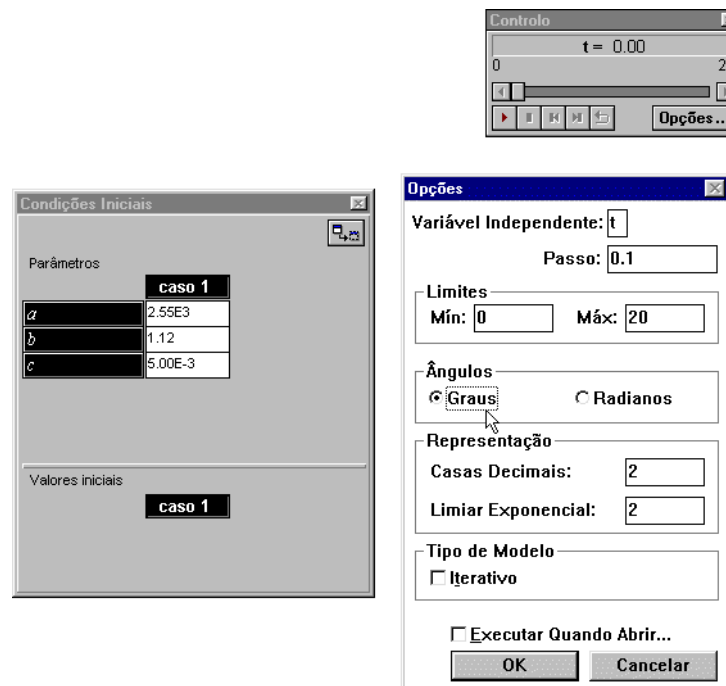 Controlo
t = 0.00
0
2
Opções..
Condições Iniciais
Parâmetros
caso 1
a 2.55E3
b 1.12
c 5.00E-3
Valores iniciais
caso 1
Opções
Variável Independente: t
Passo: 0.1
Limites
Mín: 0 Máx: 20
Ângulos
Graus Radianos
Representação
Casas Decimais: 2
Limiar Exponencial: 2
Tipo de Modelo
Iterativo
Executar Quando Abrir...
OK Cancelar